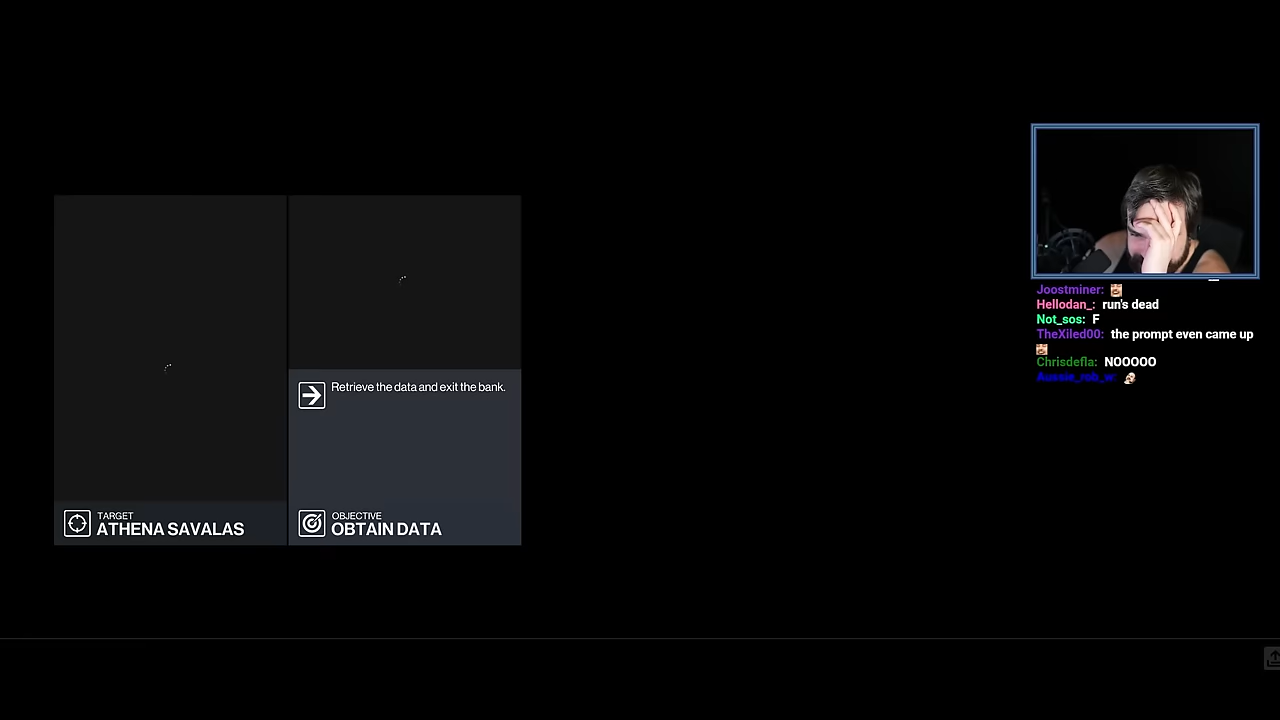 Retrieve the data and exit the bank.
TARGET
ATHENA SAVALAS
OBJECTIVE
OBTAIN DATA
Joostminer:
Hellodan_: run's dead
Not_sos: F
TheXiled00: the prompt even came up
Chrisdefla: NOOOOO
Aussie_rob_w: